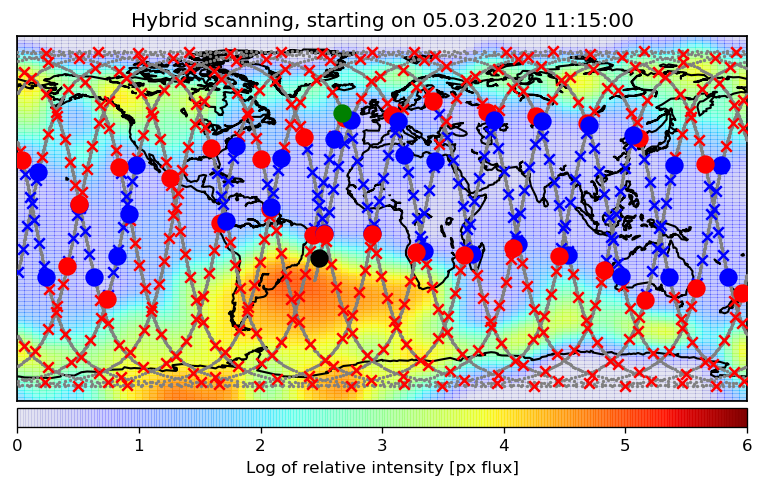 Hybrid scanning, starting on 05.03.2020 11:15:00
0 1 2 3 4 5 6
Log of relative intensity [px flux]